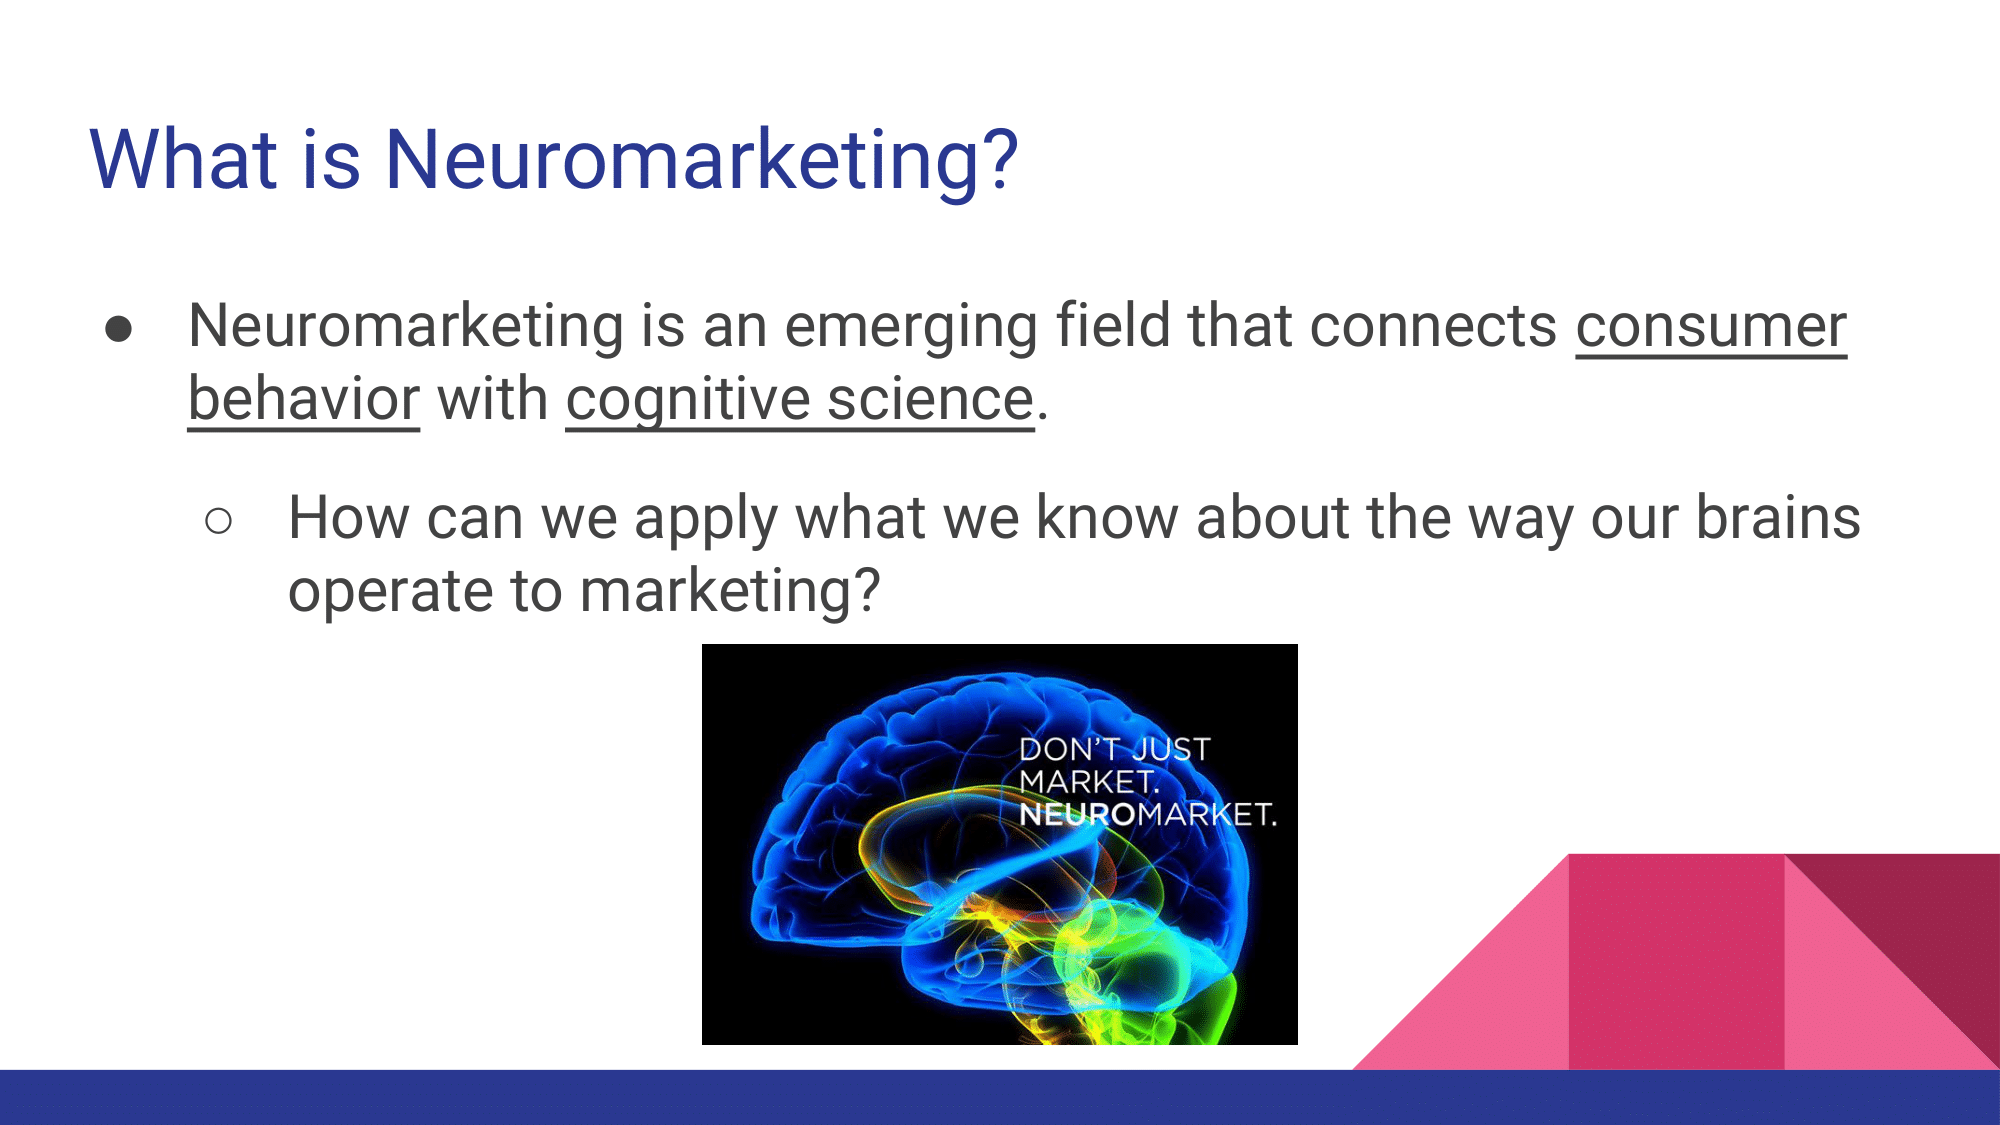 What is Neuromarketing?
● Neuromarketing is an emerging field that connects consumer
behavior with cognitive science.
○ How can we apply what we know about the way our brains
operate to marketing?
DON'T JUST
MARKET.
NEUROMARKET.